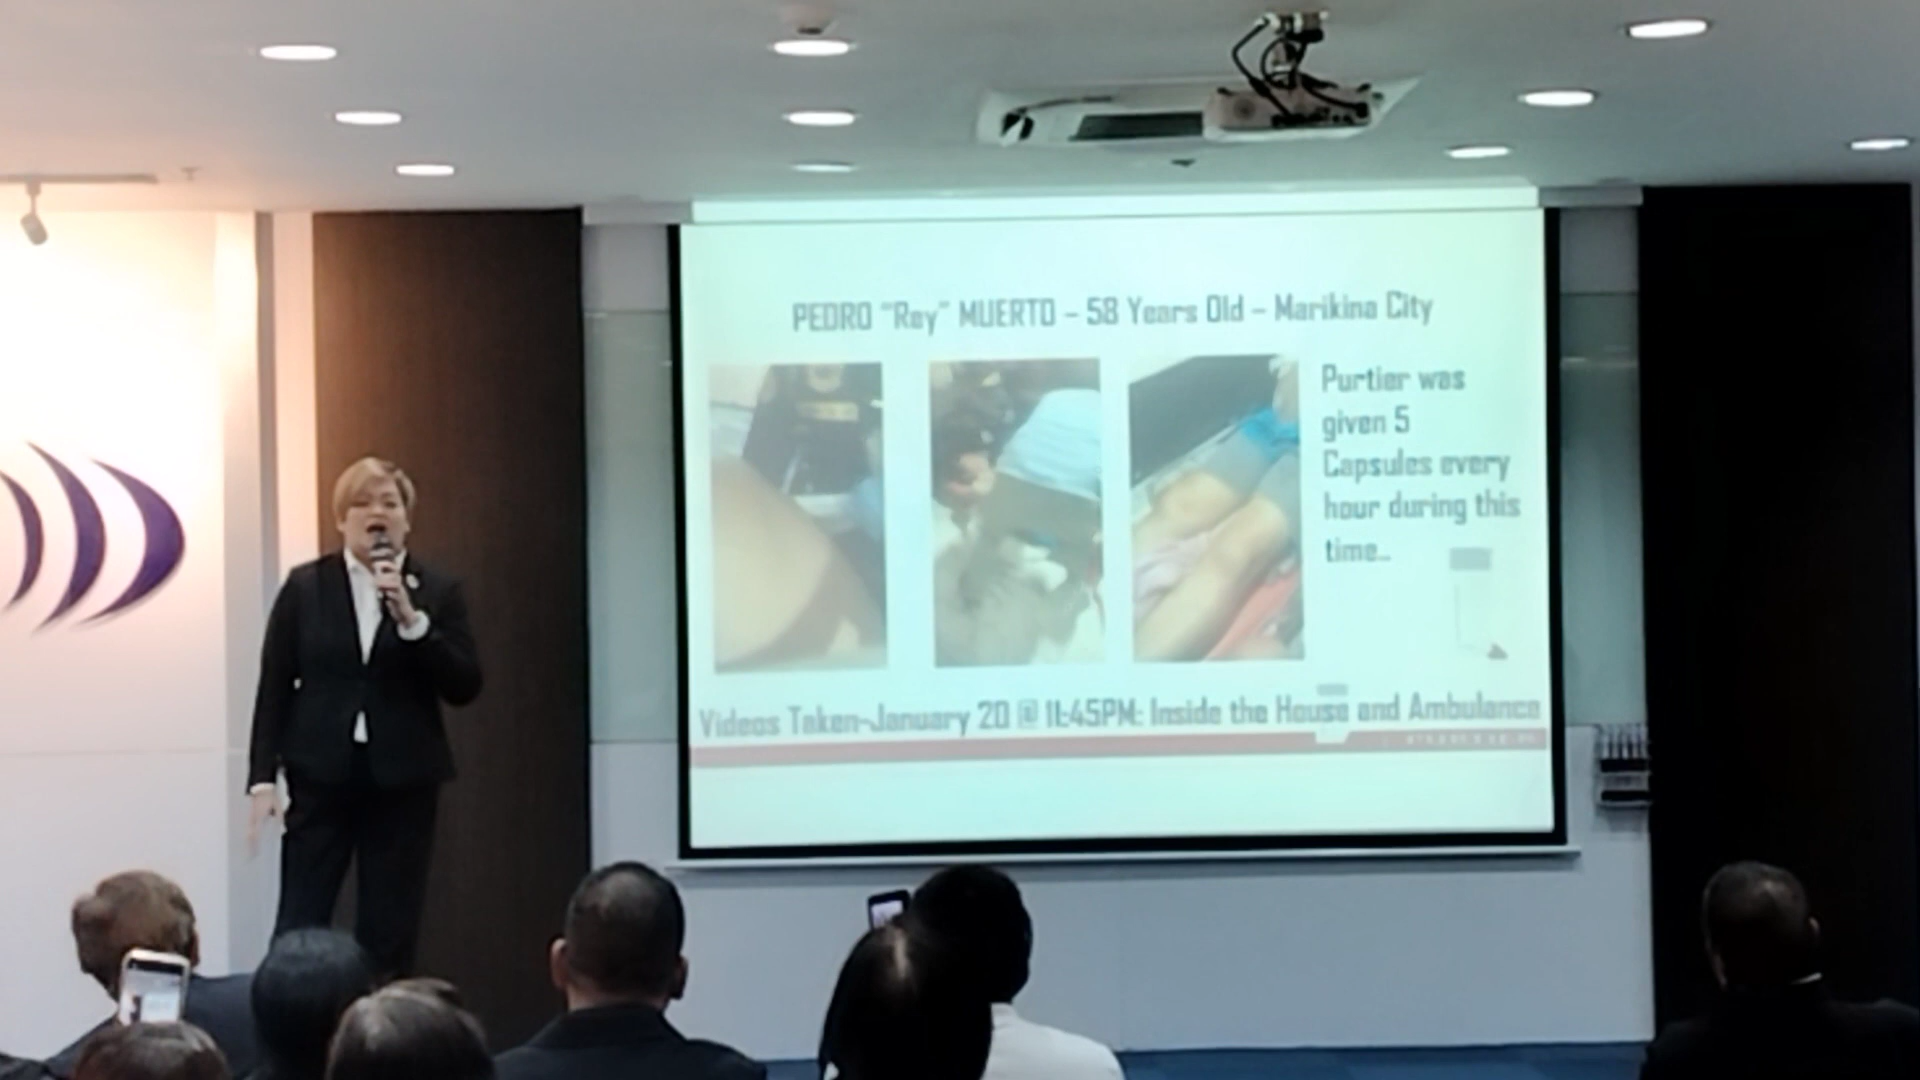 PEDRO "Rey" MUERTO – 58 Years Old – Marikina City
Purtier was
given 5
Capsules every
hour during this
time..
Videos Taken-January 20 @ 11:45PM: Inside the House and Ambulance